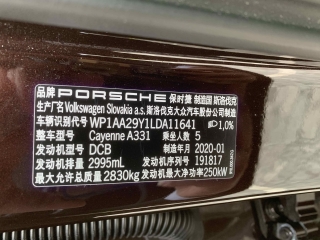 品牌 PORSCHE 保时捷 制造国 斯洛伐克
生产厂名 Volkswagen Slovakia a.s. 斯洛伐克大众汽车股份公司制造
车辆识别代号 WP1AA29Y1LDA11641 1,0%
整车型号 Cayenne A331 乘坐人数 5
发动机型号 DCB 制造年月 2020-01
发动机排量 2995mL 发动机序列号 191817
最大允许总质量 2830kg 发动机最大净功率 250kW